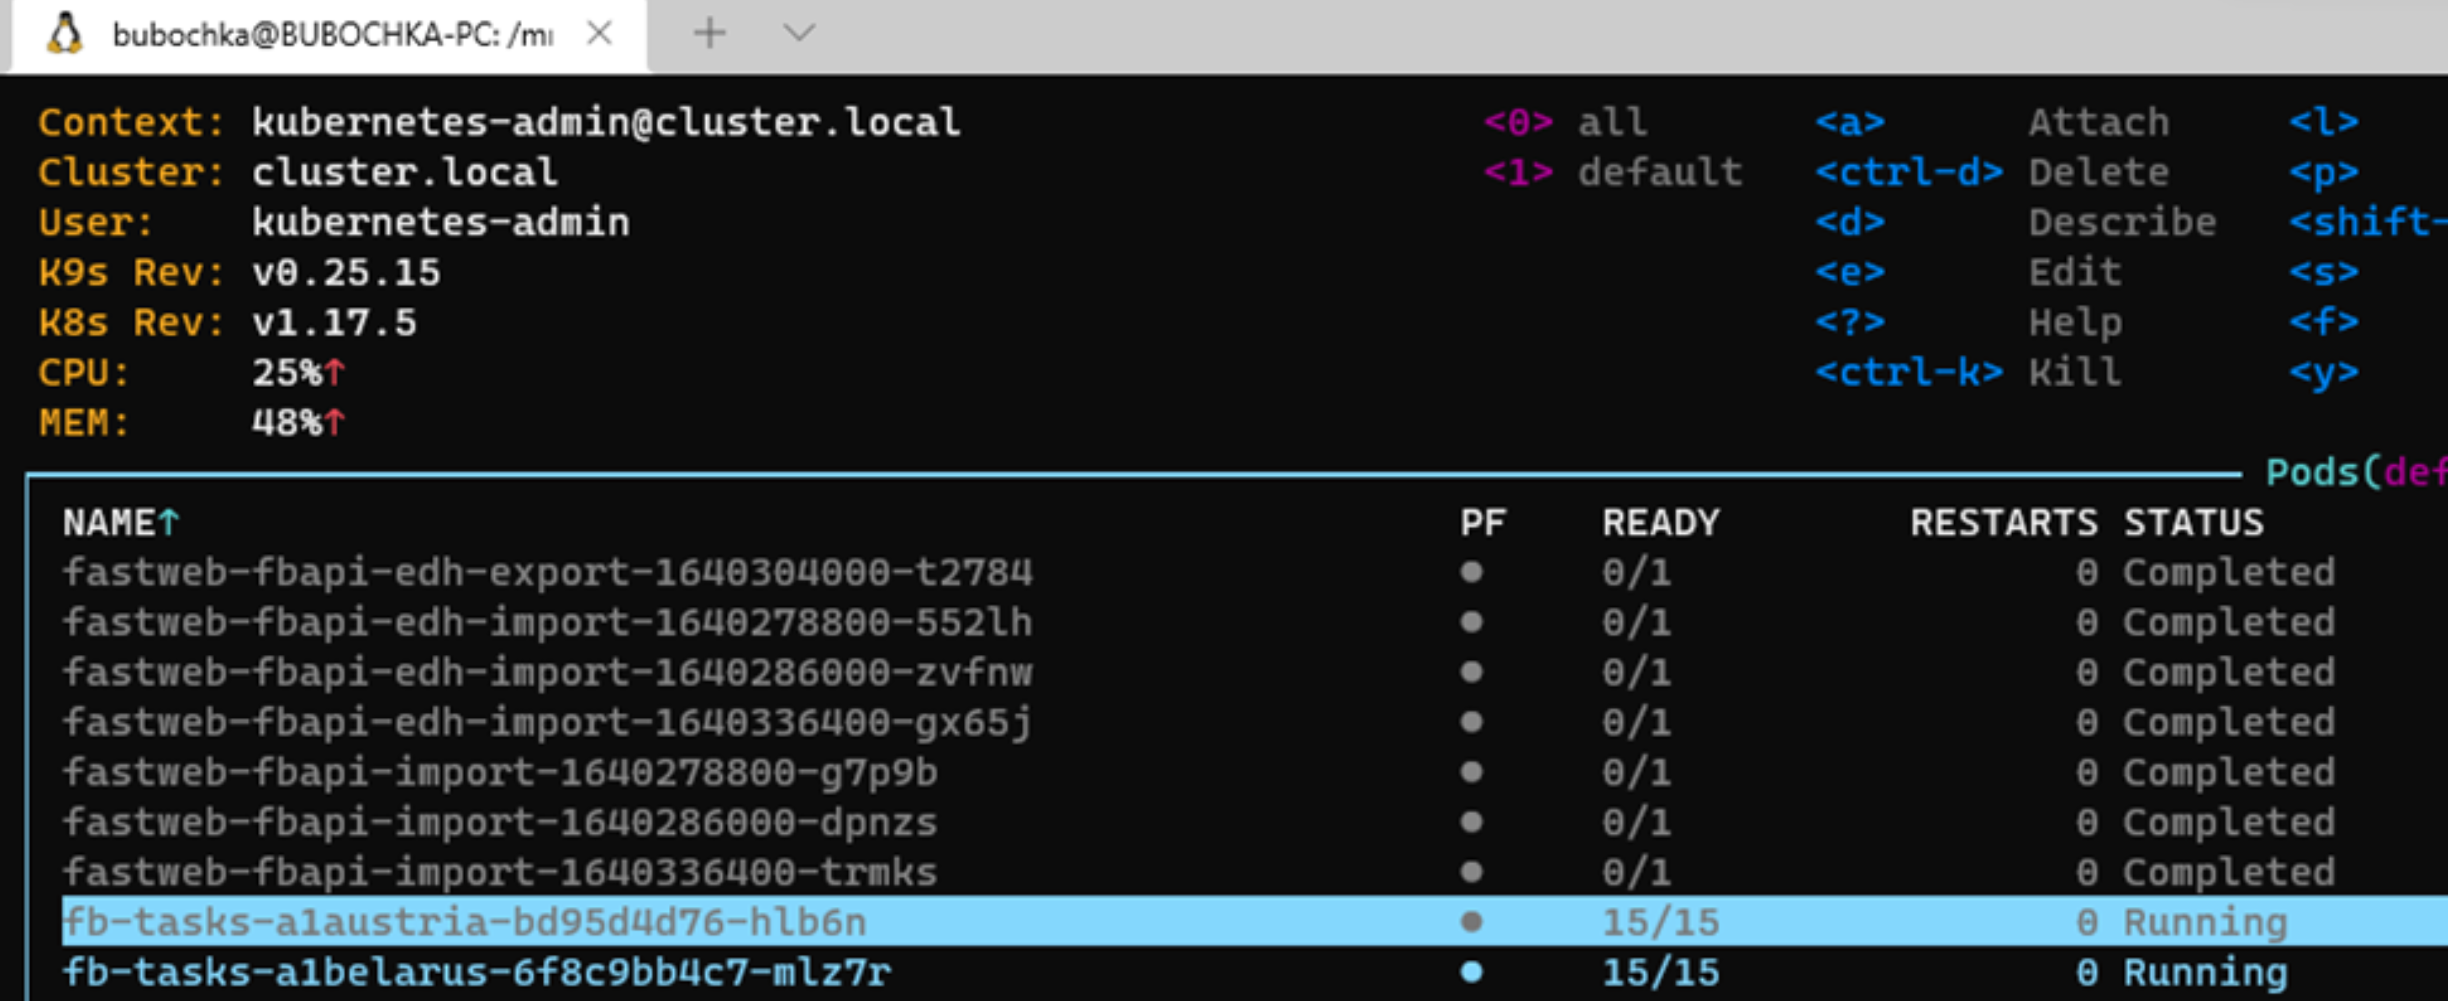 bubochka@BUBOCHKA-PC: /m
Context: kubernetes-admin@cluster.local <0> all <a> Attach <l>
Cluster: cluster.local <1> default <ctrl-d> Delete <p>
User: kubernetes-admin <d> Describe <shift-
K9s Rev: v0.25.15 <e> Edit <s>
K8s Rev: v1.17.5 <?> Help <f>
CPU: 25%↑ <ctrl-k> Kill <y>
MEM: 48%↑
Pods(def
NAME↑ PF READY RESTARTS STATUS
fastweb-fbapi-edh-export-1640304000-t2784 ● 0/1 0 Completed
fastweb-fbapi-edh-import-1640278800-552lh ● 0/1 0 Completed
fastweb-fbapi-edh-import-1640286000-zvfnw ● 0/1 0 Completed
fastweb-fbapi-edh-import-1640336400-gx65j ● 0/1 0 Completed
fastweb-fbapi-import-1640278800-g7p9b ● 0/1 0 Completed
fastweb-fbapi-import-1640286000-dpnzs ● 0/1 0 Completed
fastweb-fbapi-import-1640336400-trmks ● 0/1 0 Completed
fb-tasks-a1austria-bd95d4d76-hlb6n ● 15/15 0 Running
fb-tasks-a1belarus-6f8c9bb4c7-mlz7r ● 15/15 0 Running